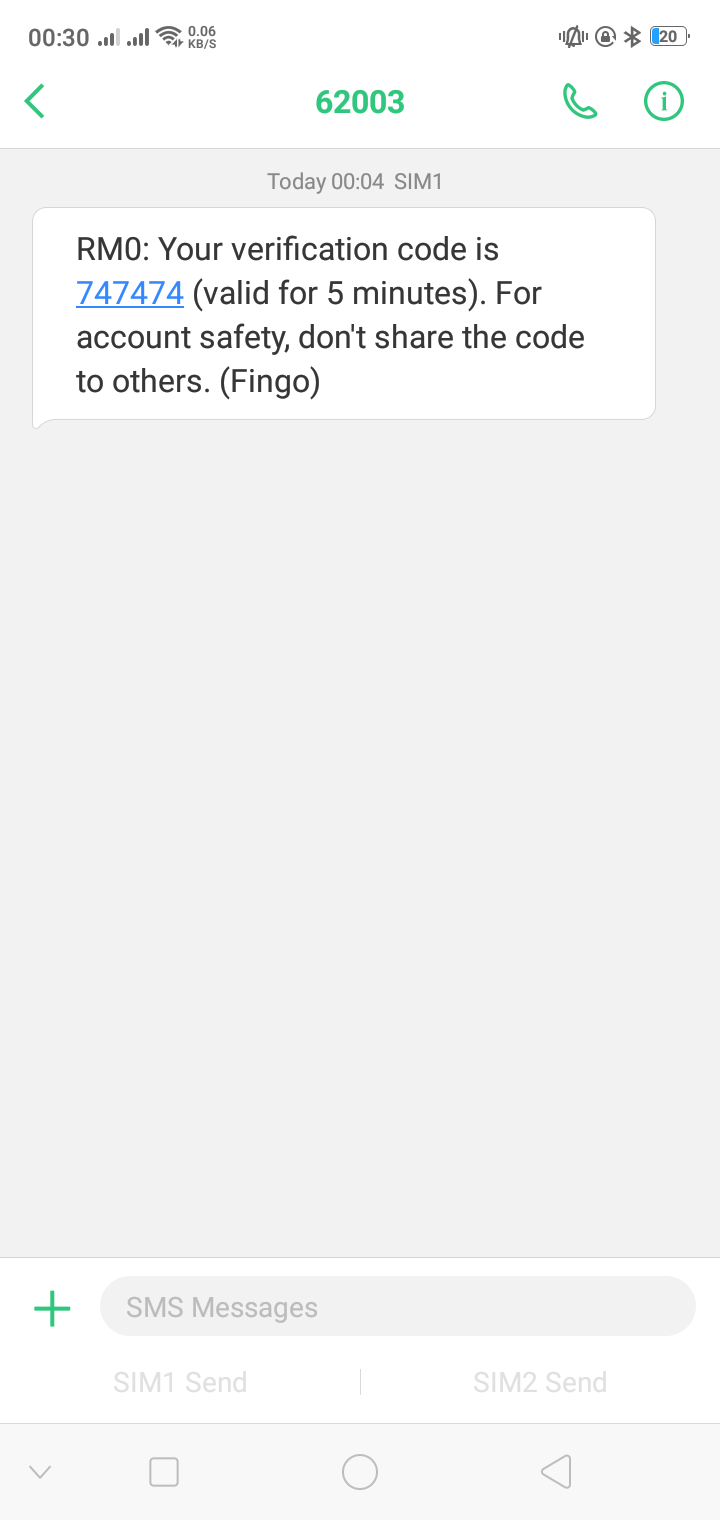 00:30 0.06 KB/S 20
62003
Today 00:04 SIM1
RM0: Your verification code is
747474 (valid for 5 minutes). For
account safety, don't share the code
to others. (Fingo)
SMS Messages
SIM1 Send SIM2 Send